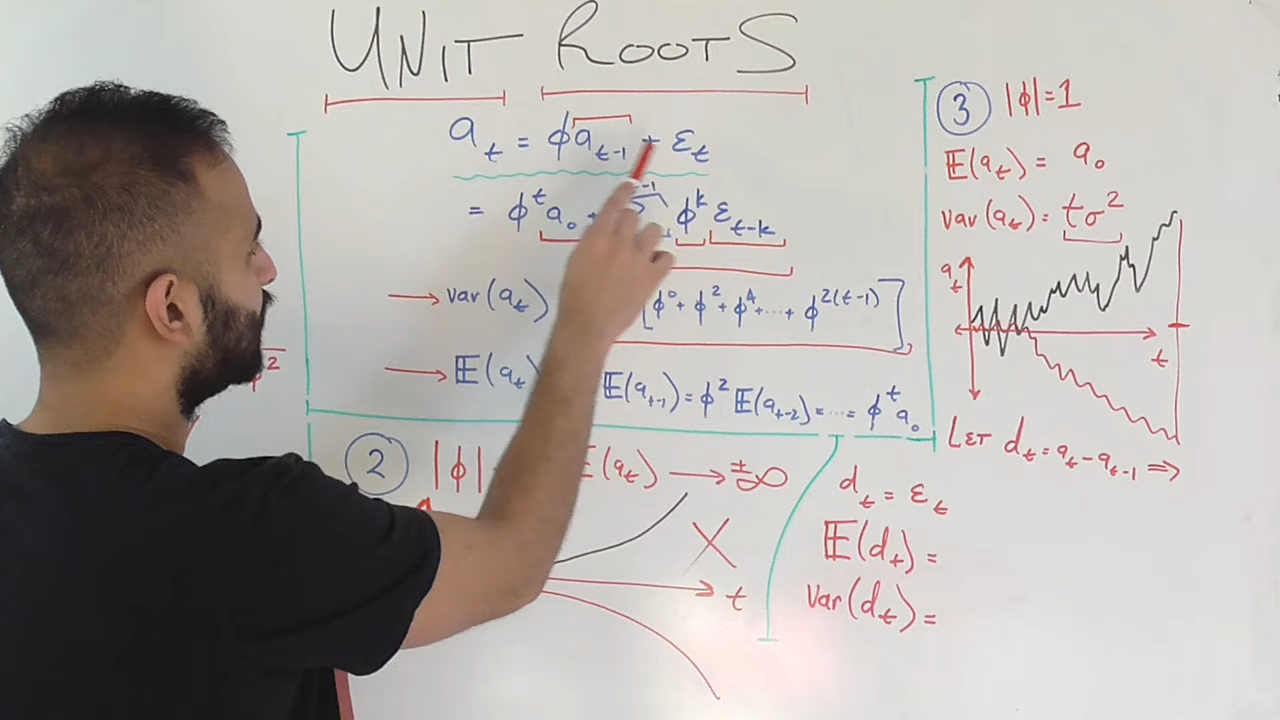 UNIT ROOTS
a_t = ϕa_{t-1} + ε_t
= ϕ^t a_0 + ϕ^k ε_{t-k}
→ var(a_t) [ϕ^0 + ϕ^2 + ϕ^4 + ... + ϕ^{2(t-1)}]
→ 𝔼(a_t) 𝔼(a_{t-1}) = ϕ^2 𝔼(a_{t-2}) = ... = ϕ^t a_0
② |ϕ| E(a_t) → ±∞
t
③ |ϕ|=1
𝔼(a_t) = a_0
var(a_t) = tσ^2
a_t
t
LET d_t = a_t - a_{t-1} ⇒
d_t = ε_t
𝔼(d_t) =
Var(d_t) =